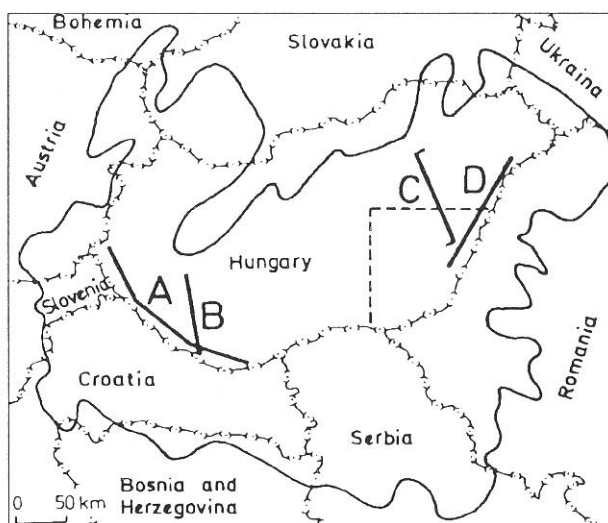 Bohemia
Slovakia
Ukraina
Austria
C
D
Hungary
Slovenia
A
B
Croatia
Romania
Serbia
0 50 km
Bosnia and
Herzegovina